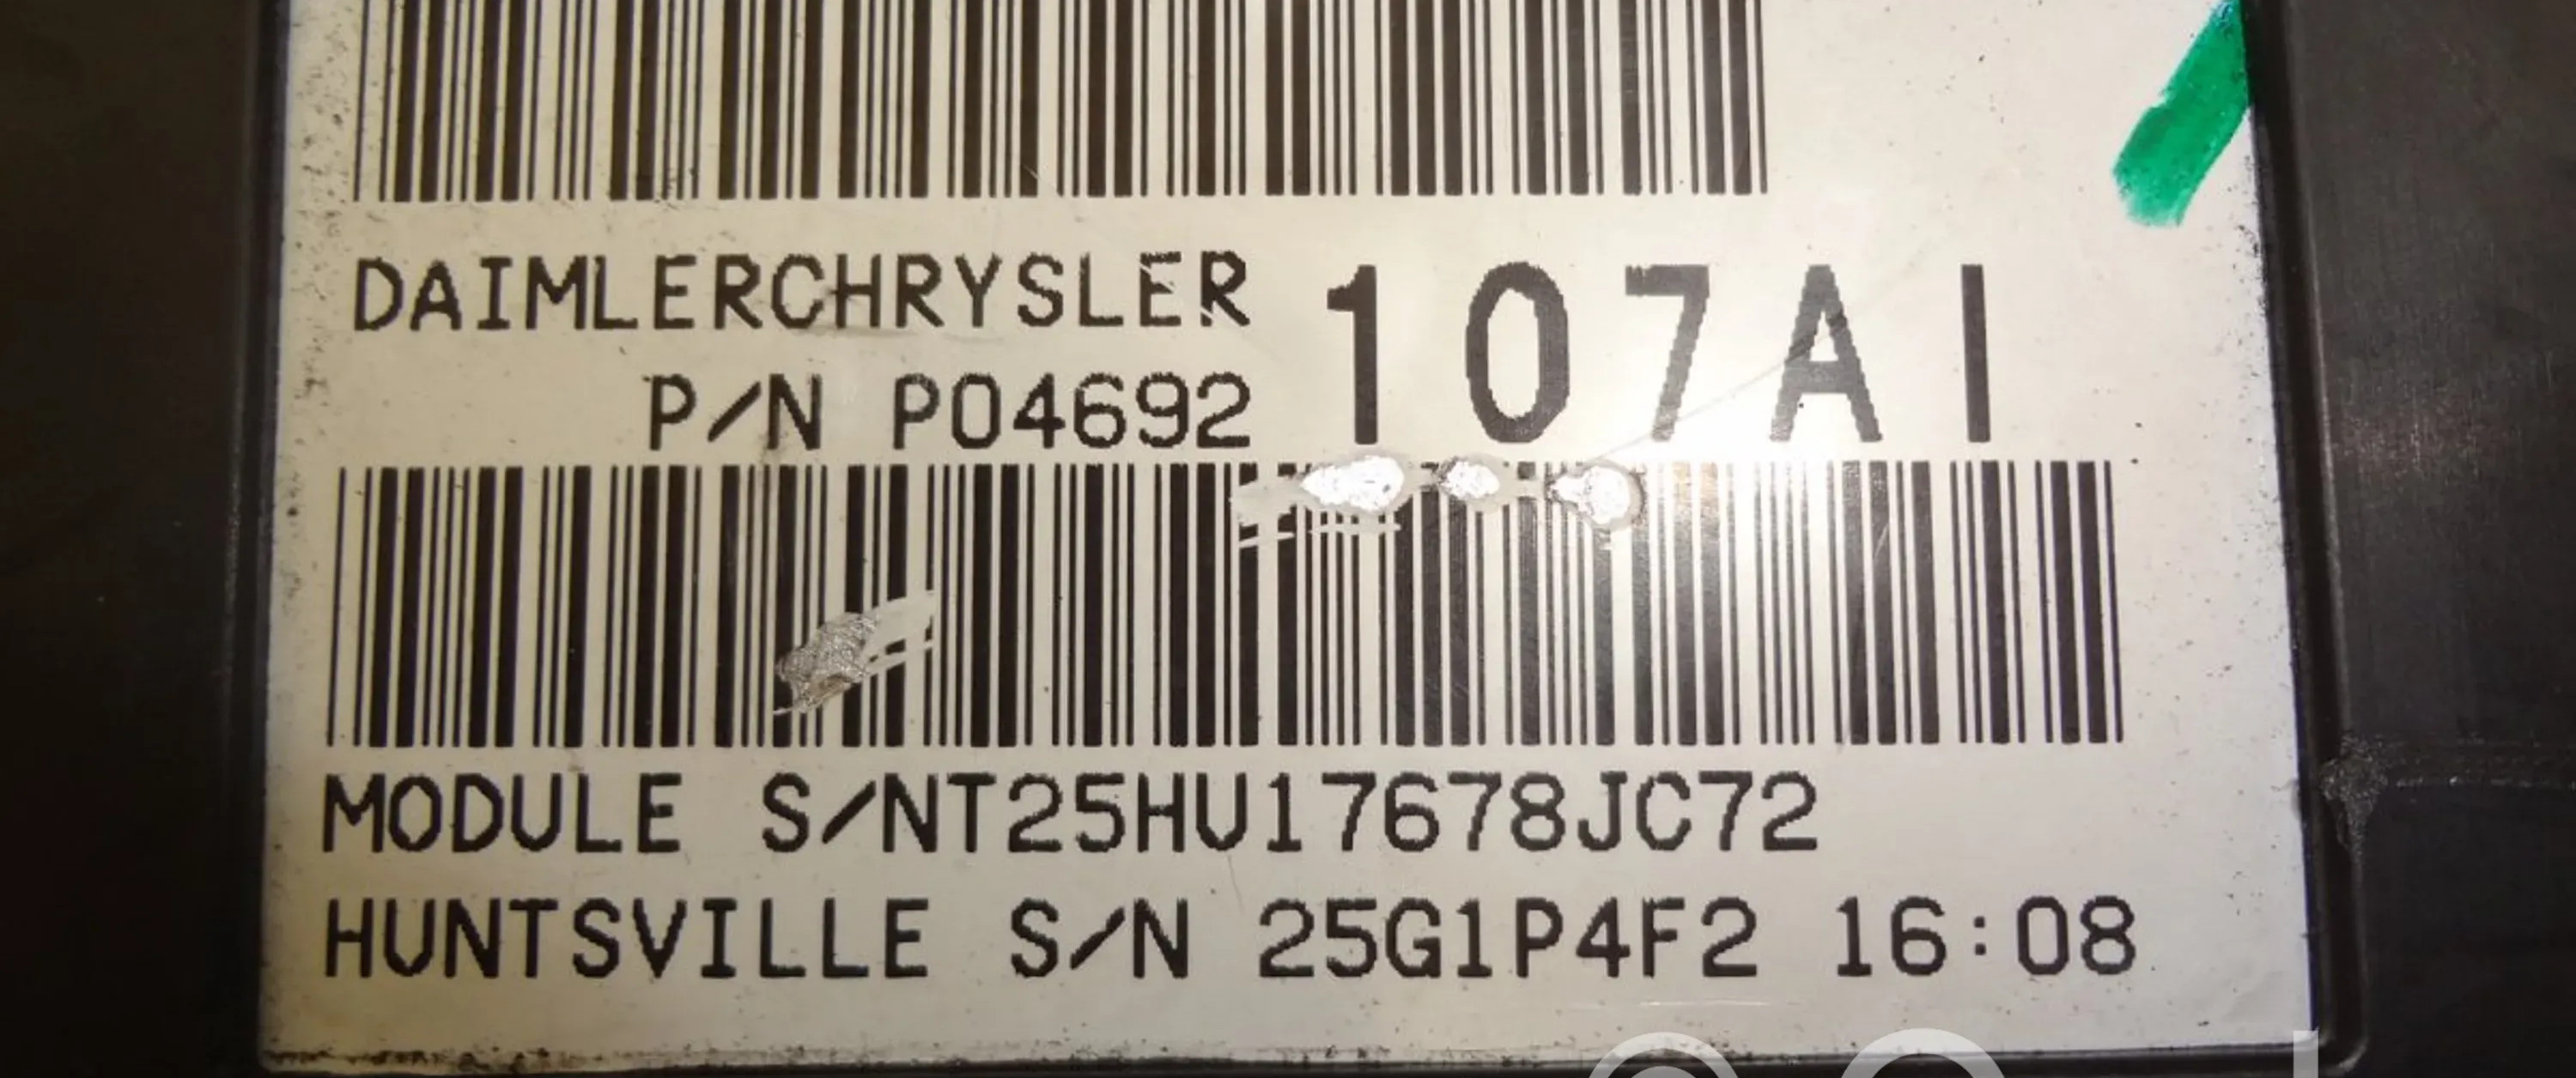 DAIMLERCHRYSLER
P/N P04692 107AI
MODULE S/NT25HU17678JC72
HUNTSVILLE S/N 25G1P4F2 16:08